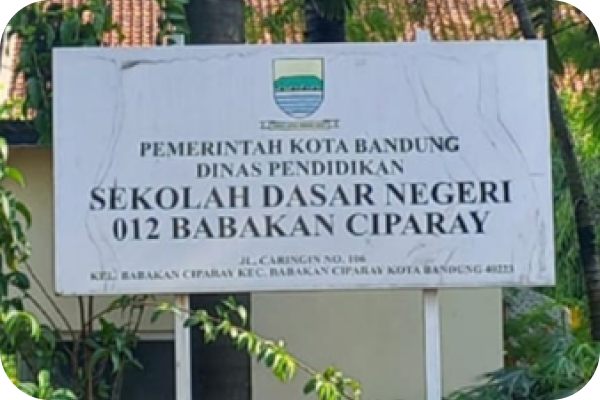 PEMERINTAH KOTA BANDUNG
DINAS PENDIDIKAN
SEKOLAH DASAR NEGERI
012 BABAKAN CIPARAY
JL. CARINGIN NO. 106
KEL. BABAKAN CIPARAY KEC. BABAKAN CIPARAY KOTA BANDUNG 40223